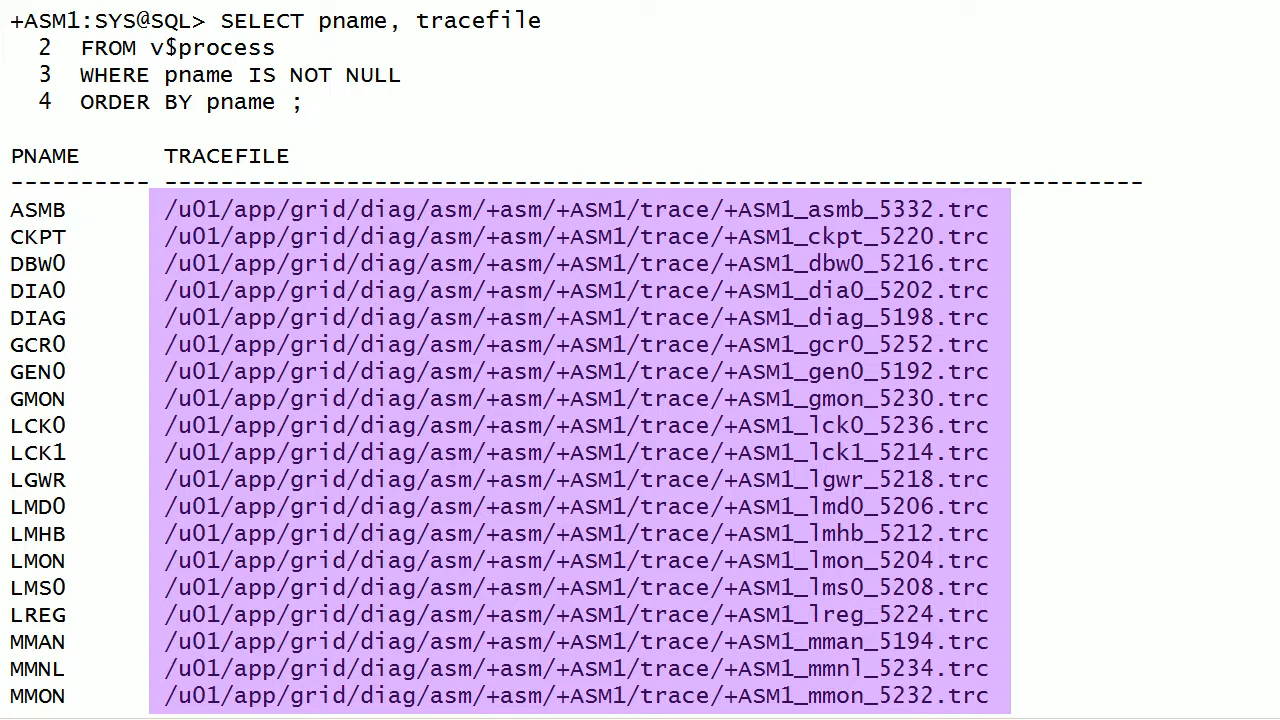 +ASM1:SYS@SQL> SELECT pname, tracefile
  2  FROM v$process
  3  WHERE pname IS NOT NULL
  4  ORDER BY pname ;
PNAME      TRACEFILE
---------- ----------------------------------------------------------------------
ASMB       /u01/app/grid/diag/asm/+asm/+ASM1/trace/+ASM1_asmb_5332.trc
CKPT       /u01/app/grid/diag/asm/+asm/+ASM1/trace/+ASM1_ckpt_5220.trc
DBW0       /u01/app/grid/diag/asm/+asm/+ASM1/trace/+ASM1_dbw0_5216.trc
DIA0       /u01/app/grid/diag/asm/+asm/+ASM1/trace/+ASM1_dia0_5202.trc
DIAG       /u01/app/grid/diag/asm/+asm/+ASM1/trace/+ASM1_diag_5198.trc
GCR0       /u01/app/grid/diag/asm/+asm/+ASM1/trace/+ASM1_gcr0_5252.trc
GEN0       /u01/app/grid/diag/asm/+asm/+ASM1/trace/+ASM1_gen0_5192.trc
GMON       /u01/app/grid/diag/asm/+asm/+ASM1/trace/+ASM1_gmon_5230.trc
LCK0       /u01/app/grid/diag/asm/+asm/+ASM1/trace/+ASM1_lck0_5236.trc
LCK1       /u01/app/grid/diag/asm/+asm/+ASM1/trace/+ASM1_lck1_5214.trc
LGWR       /u01/app/grid/diag/asm/+asm/+ASM1/trace/+ASM1_lgwr_5218.trc
LMD0       /u01/app/grid/diag/asm/+asm/+ASM1/trace/+ASM1_lmd0_5206.trc
LMHB       /u01/app/grid/diag/asm/+asm/+ASM1/trace/+ASM1_lmhb_5212.trc
LMON       /u01/app/grid/diag/asm/+asm/+ASM1/trace/+ASM1_lmon_5204.trc
LMS0       /u01/app/grid/diag/asm/+asm/+ASM1/trace/+ASM1_lms0_5208.trc
LREG       /u01/app/grid/diag/asm/+asm/+ASM1/trace/+ASM1_lreg_5224.trc
MMAN       /u01/app/grid/diag/asm/+asm/+ASM1/trace/+ASM1_mman_5194.trc
MMNL       /u01/app/grid/diag/asm/+asm/+ASM1/trace/+ASM1_mmnl_5234.trc
MMON       /u01/app/grid/diag/asm/+asm/+ASM1/trace/+ASM1_mmon_5232.trc